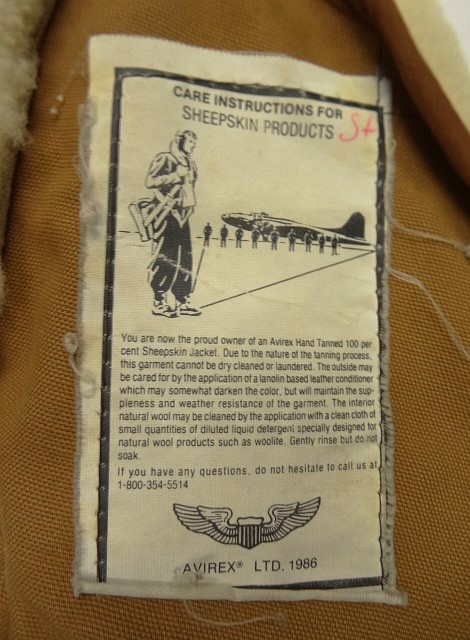 CARE INSTRUCTIONS FOR
SHEEPSKIN PRODUCTS St
You are now the proud owner of an Avirex Hand Tanned 100 per
cent Sheepskin Jacket. Due to the nature of the tanning process,
this garment cannot be dry cleaned or laundered. The outside may
be cared for by the application of a lanolin based leather conditioner
which may somewhat darken the color, but will maintain the sup-
pleness and weather resistance of the garment. The interior
natural wool may be cleaned by the application with a clean cloth of
small quantities of diluted liquid detergent specially designed for
natural wool products such as woolite. Gently rinse but do not
soak.
If you have any questions, do not hesitate to call us at
1-800-354-5514
AVIREX® LTD. 1986